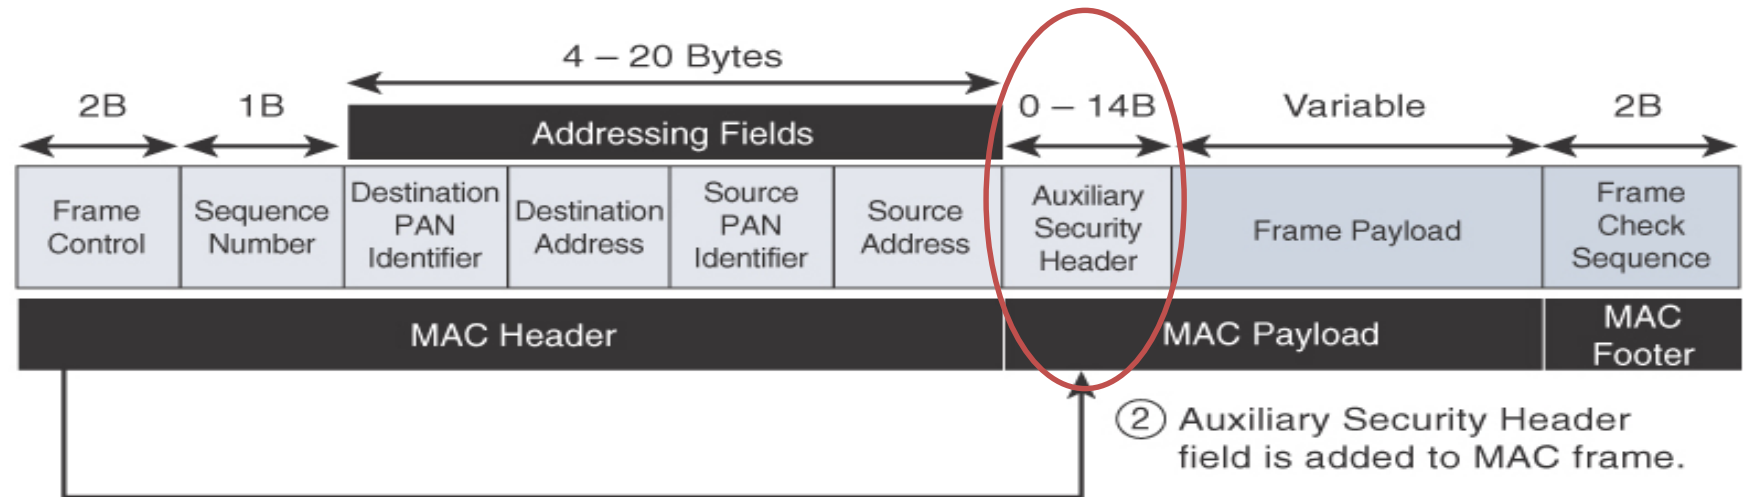 4 – 20 Bytes
2B
1B
0 – 14B
Variable
2B
Addressing Fields
Frame
Control
Sequence
Number
Destination
PAN
Identifier
Destination
Address
Source
PAN
Identifier
Source
Address
Auxiliary
Security
Header
Frame Payload
Frame
Check
Sequence
MAC Header
MAC Payload
MAC
Footer
② Auxiliary Security Header
field is added to MAC frame.